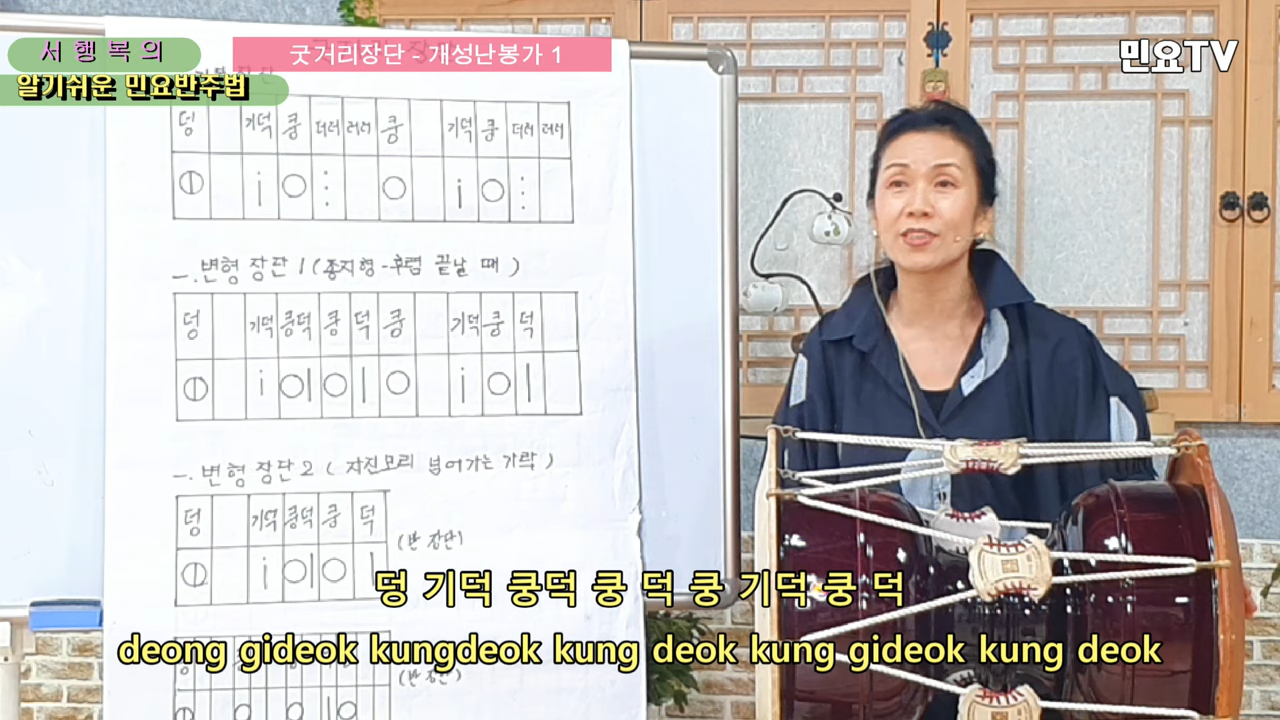 서 행 복 의
알기쉬운 민요반주법
굿거리장단 - 개성난봉가 1
민요TV
덩 기덕 쿵 더러 러러 쿵 기덕 쿵 더러 러러
一. 변형 장단 1 (종지형 - 후렴 끝날 때)
덩 기덕 쿵덕 쿵 덕 쿵 기덕 쿵 덕
一. 변형 장단 2 (자진모리 넘어가는 가락)
덩 기덕 쿵덕 쿵 덕
(반 장단)
(반 장단)
덩 기덕 쿵덕 쿵 덕 쿵 기덕 쿵 덕
deong gideok kungdeok kung deok kung gideok kung deok